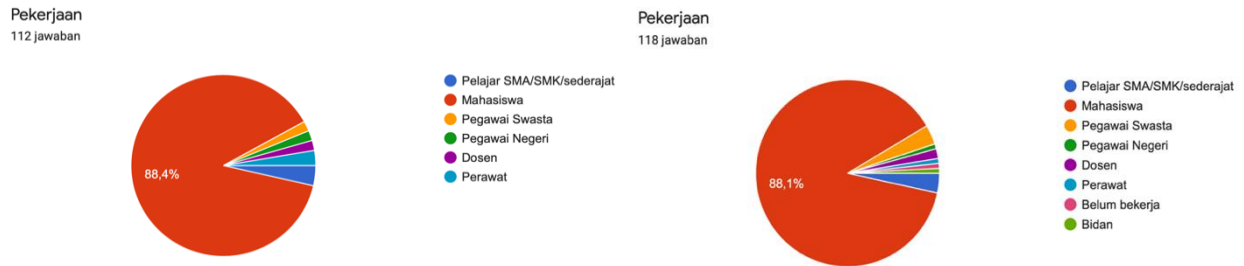 Pekerjaan
112 jawaban
88,4%
Pelajar SMA/SMK/sederajat
Mahasiswa
Pegawai Swasta
Pegawai Negeri
Dosen
Perawat
Pekerjaan
118 jawaban
88,1%
Pelajar SMA/SMK/sederajat
Mahasiswa
Pegawai Swasta
Pegawai Negeri
Dosen
Perawat
Belum bekerja
Bidan